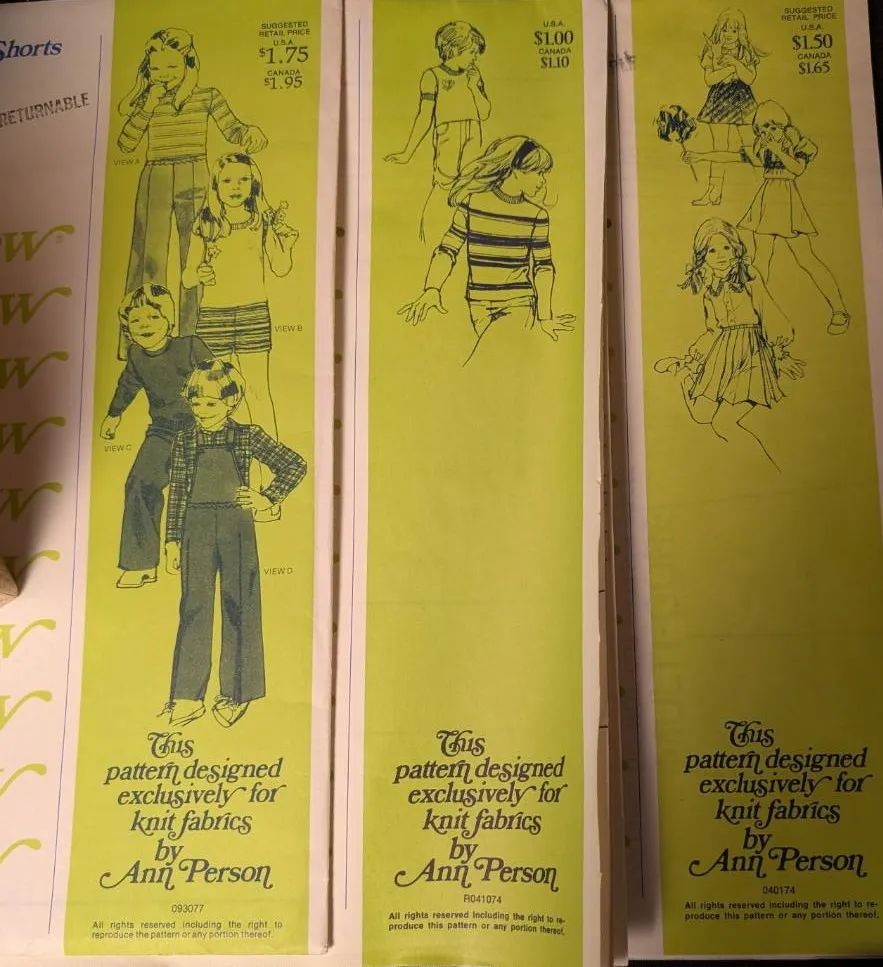 Shorts
RETURNABLE
W®
W
W
W
W
W
SUGGESTED
RETAIL PRICE
U.S.A.
$1.75
CANADA
$1.95
VIEW A
VIEW B
VIEW C
VIEW D
This
pattern designed
exclusively for
knit fabrics
by
Ann Person
093077
All rights reserved including the right to
reproduce the pattern or any portion thereof.
U.S.A.
$1.00
CANADA
$1.10
This
pattern designed
exclusively for
knit fabrics
by
Ann Person
R041074
All rights reserved including the right to re-
produce this pattern or any portion thereof.
SUGGESTED
RETAIL PRICE
U.S.A.
$1.50
CANADA
$1.65
This
pattern designed
exclusively for
knit fabrics
by
Ann Person
040174
All rights reserved including the right to re-
produce this pattern or any portion thereof.